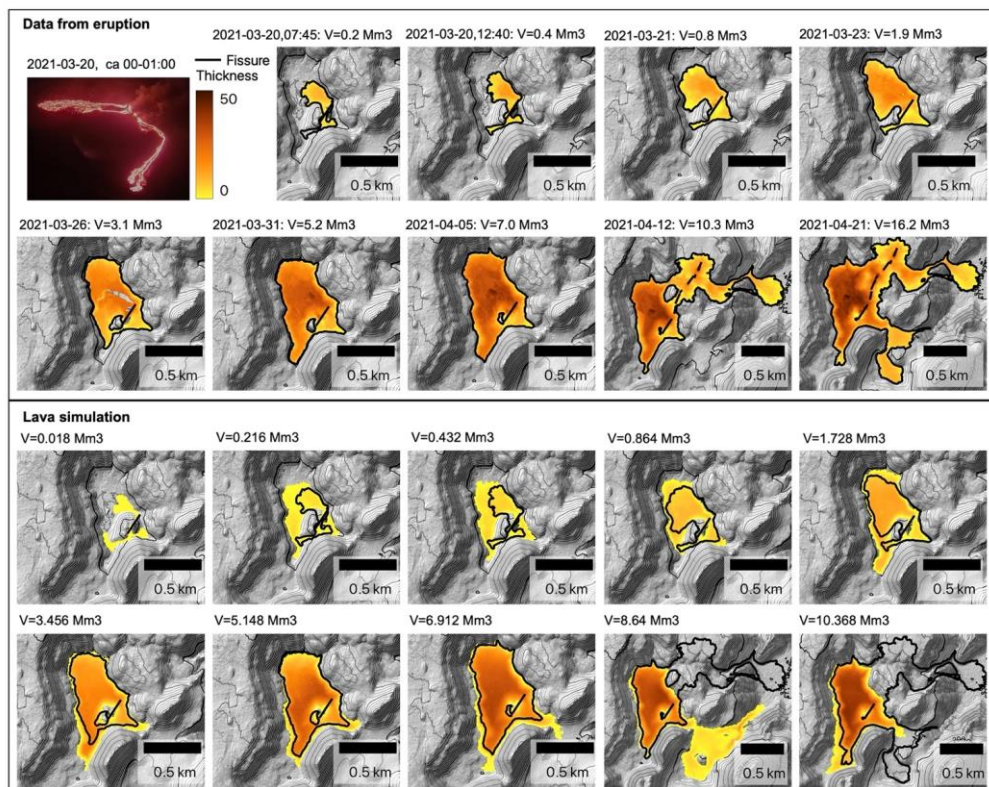 Data from eruption
2021-03-20, ca 00-01:00
Fissure
Thickness
50
0
2021-03-20,07:45: V=0.2 Mm3
0.5 km
2021-03-20,12:40: V=0.4 Mm3
0.5 km
2021-03-21: V=0.8 Mm3
0.5 km
2021-03-23: V=1.9 Mm3
0.5 km
2021-03-26: V=3.1 Mm3
0.5 km
2021-03-31: V=5.2 Mm3
0.5 km
2021-04-05: V=7.0 Mm3
0.5 km
2021-04-12: V=10.3 Mm3
0.5 km
2021-04-21: V=16.2 Mm3
0.5 km
Lava simulation
V=0.018 Mm3
0.5 km
V=0.216 Mm3
0.5 km
V=0.432 Mm3
0.5 km
V=0.864 Mm3
0.5 km
V=1.728 Mm3
0.5 km
V=3.456 Mm3
0.5 km
V=5.148 Mm3
0.5 km
V=6.912 Mm3
0.5 km
V=8.64 Mm3
0.5 km
V=10.368 Mm3
0.5 km